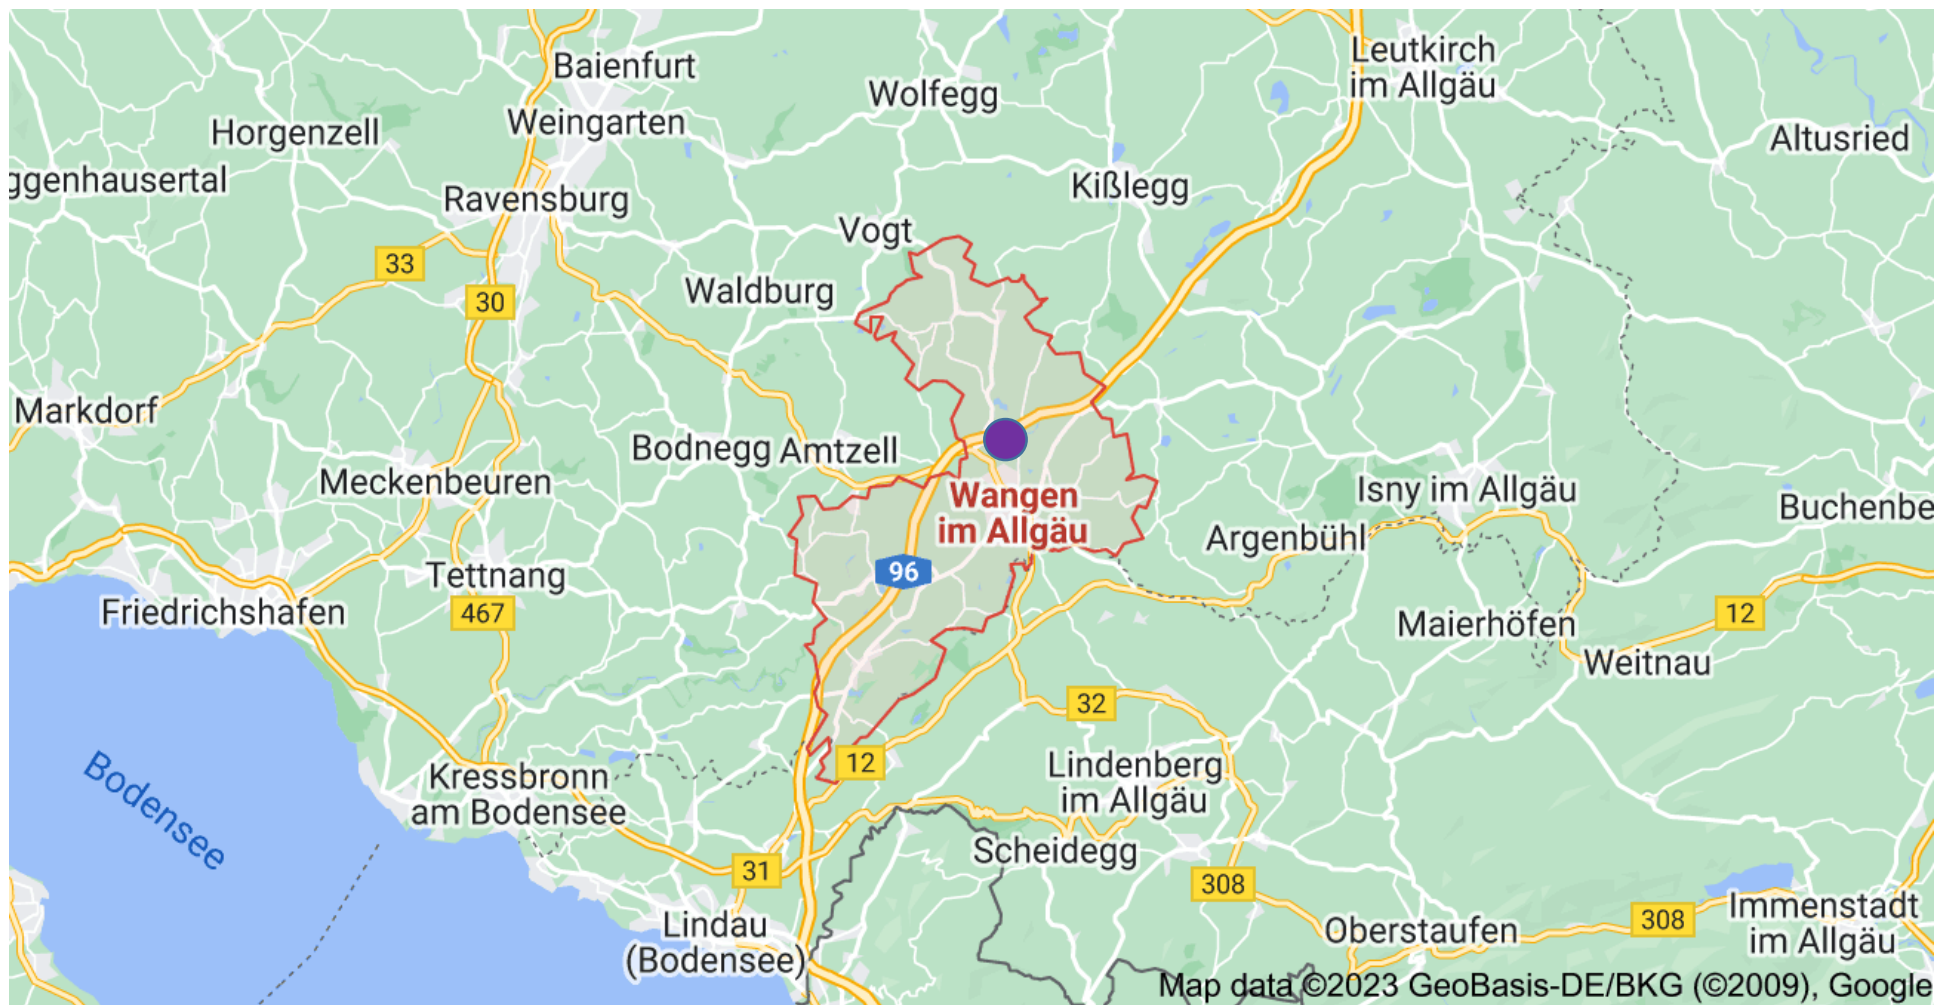 Baienfurt
Leutkirch
im Allgäu
Wolfegg
Weingarten
Horgenzell
Altusried
ggenhausertal
Kißlegg
Ravensburg
Vogt
33
Waldburg
30
Markdorf
Bodnegg
Amtzell
Meckenbeuren
Wangen
im Allgäu
Isny im Allgäu
Buchenbe
Argenbühl
96
Tettnang
Friedrichshafen
467
12
Maierhöfen
Weitnau
32
12
Bodensee
Kressbronn
am Bodensee
Lindenberg
im Allgäu
Scheidegg
31
308
Lindau
(Bodensee)
Oberstaufen
308
Immenstadt
im Allgäu
Map data ©2023 GeoBasis-DE/BKG (©2009), Google